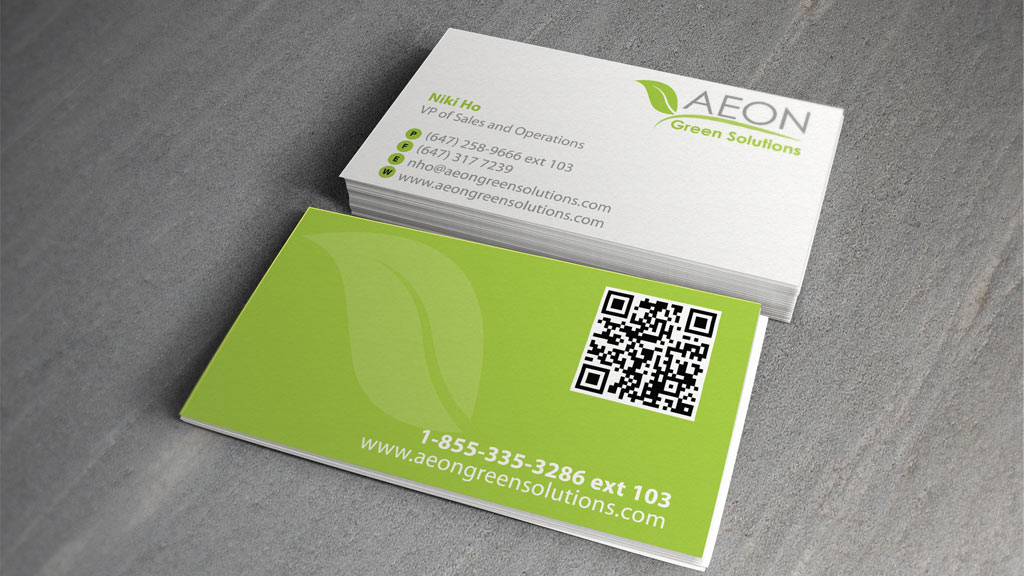 AEON
Green Solutions
Niki Ho
VP of Sales and Operations
P (647) 258-9666 ext 103
F (647) 317 7239
E nho@aeongreensolutions.com
W www.aeongreensolutions.com
1-855-335-3286 ext 103
www.aeongreensolutions.com